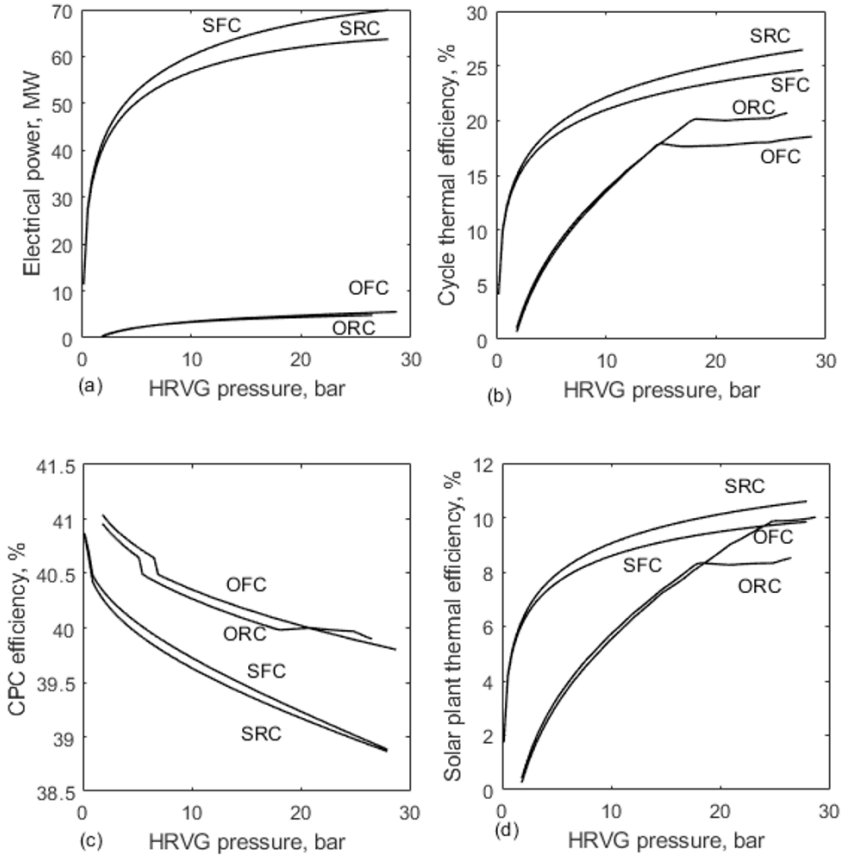 70
60
50
40
30
20
10
0
Electrical power, MW
SFC
SRC
OFC
ORC
0 10 20 30
(a)
HRVG pressure, bar
30
25
20
15
10
5
0
Cycle thermal efficiency, %
SRC
SFC
ORC
OFC
0 10 20 30
(b)
HRVG pressure, bar
41.5
41
40.5
40
39.5
39
38.5
CPC efficiency, %
OFC
ORC
SFC
SRC
0 10 20 30
(c)
HRVG pressure, bar
12
10
8
6
4
2
0
Solar plant thermal efficiency, %
SRC
OFC
SFC
ORC
0 10 20 30
(d)
HRVG pressure, bar